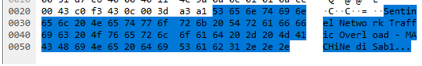 0020 00 43 c0 f3 43 0c 00 3d a3 a1 53 65 6e 74 69 6e ·C··C··=··Sentin
0030 65 6c 20 4e 65 74 77 6f 72 6b 20 54 72 61 66 66 el Netwo rk Traff
0040 69 63 20 4f 76 65 72 6c 6f 61 64 20 2d 20 4d 41 ic Overl oad - MA
0050 43 48 69 4e 65 20 64 69 53 61 62 31 2e 2e 2e CHiNe di Sab1...